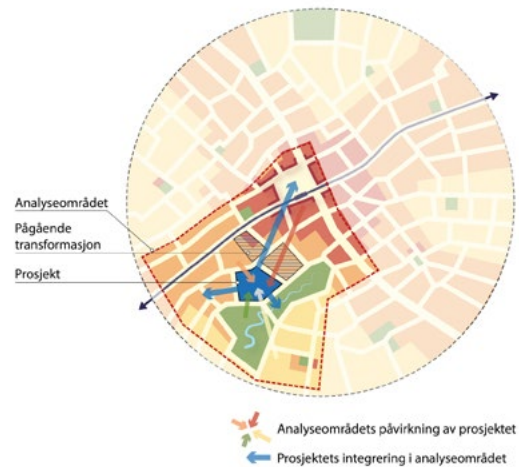 Analyseområdet
Pågående
transformasjon
Prosjekt
Analyseområdets påvirkning av prosjektet
Prosjektets integrering i analyseområdet